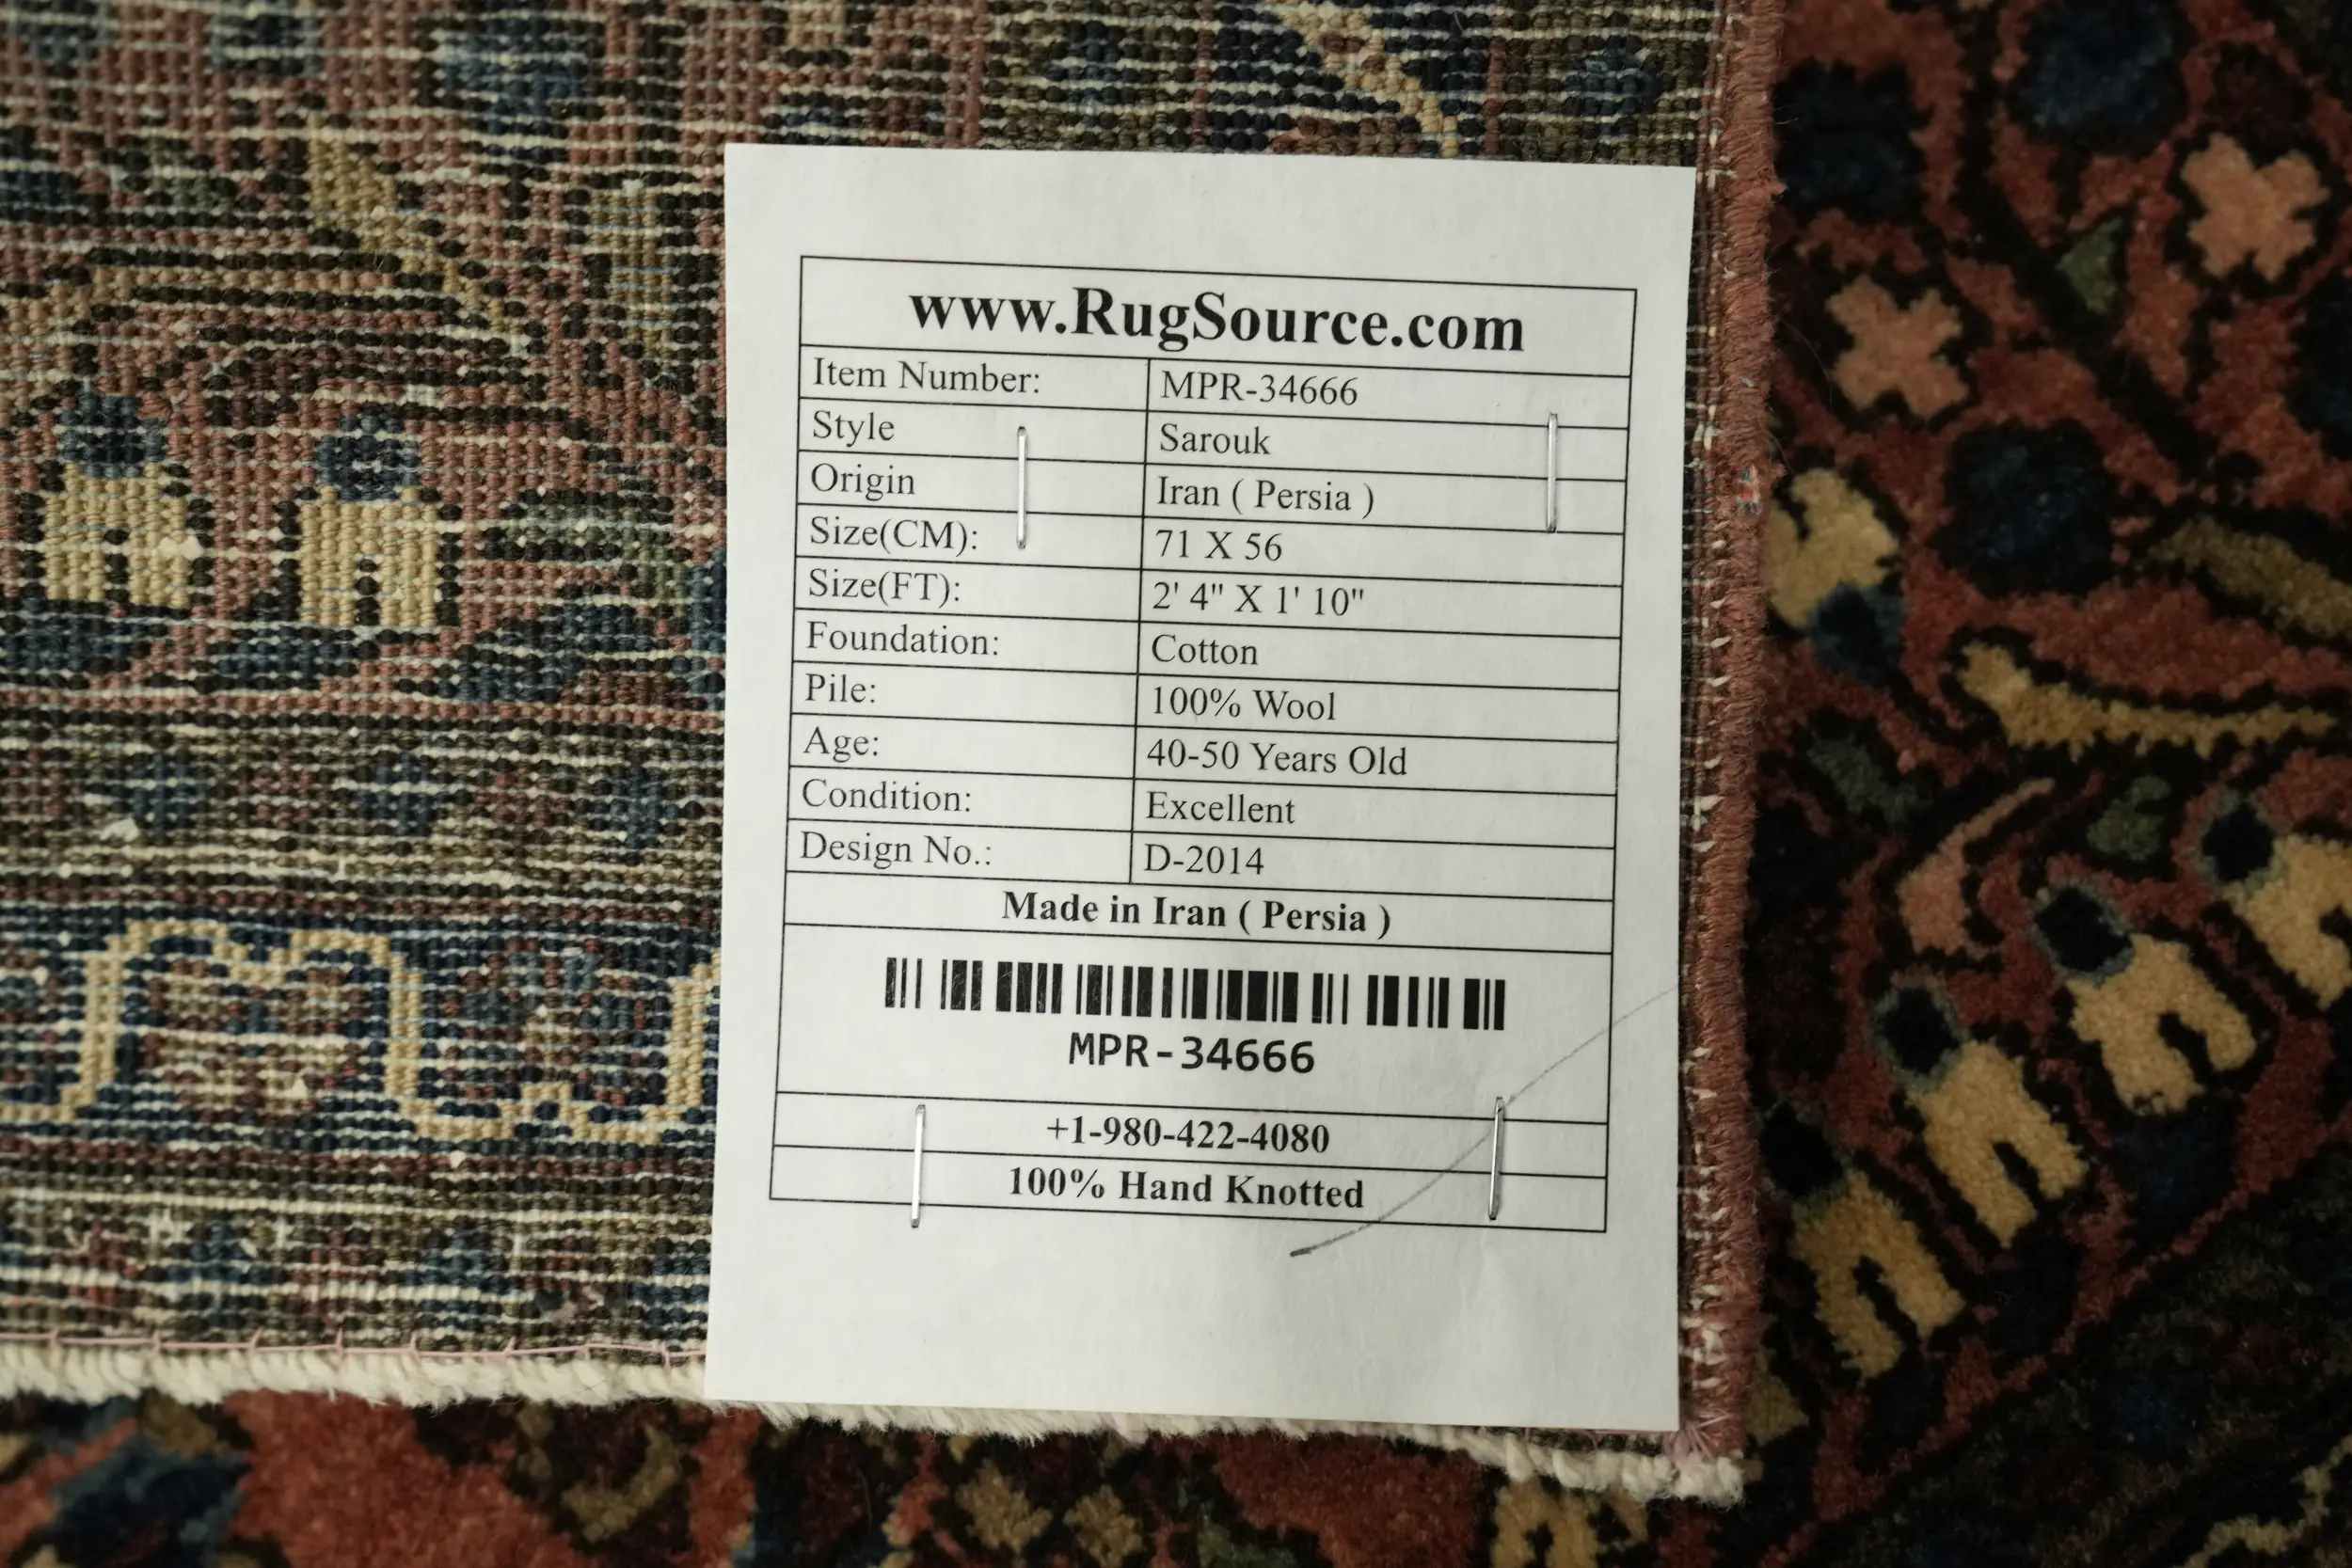 www.RugSource.com
Item Number: MPR-34666
Style Sarouk
Origin Iran ( Persia )
Size(CM): 71 X 56
Size(FT): 2' 4" X 1' 10"
Foundation: Cotton
Pile: 100% Wool
Age: 40-50 Years Old
Condition: Excellent
Design No.: D-2014
Made in Iran ( Persia )
MPR-34666
+1-980-422-4080
100% Hand Knotted